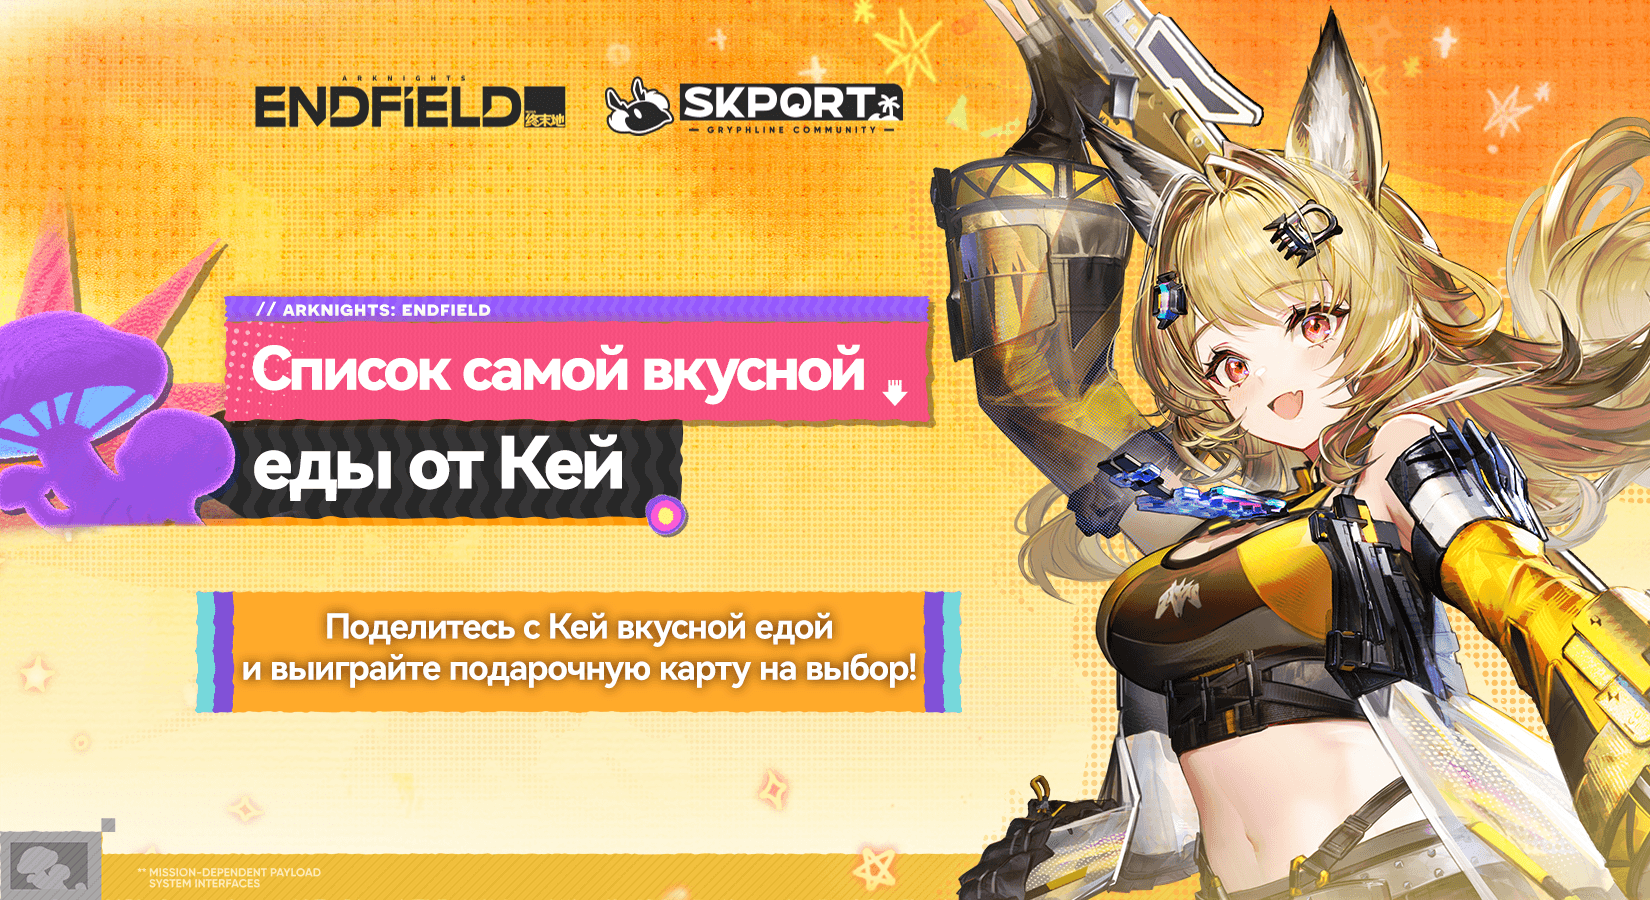 ARKNIGHTS
ENDFIELD
终末地
SKPORT
GRYPHLINE COMMUNITY
// ARKNIGHTS: ENDFIELD
Список самой вкусной
еды от Кей
Поделитесь с Кей вкусной едой
и выиграйте подарочную карту на выбор!
** MISSION-DEPENDENT PAYLOAD
SYSTEM INTERFACES